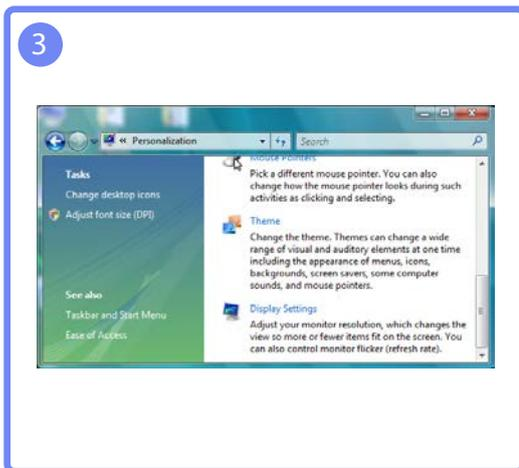 3
« Personalization
Search
Tasks
Change desktop icons
Adjust font size (DPI)
See also
Taskbar and Start Menu
Ease of Access
Mouse Pointers
Pick a different mouse pointer. You can also
change how the mouse pointer looks during such
activities as clicking and selecting.
Theme
Change the theme. Themes can change a wide
range of visual and auditory elements at one time
including the appearance of menus, icons,
backgrounds, screen savers, some computer
sounds, and mouse pointers.
Display Settings
Adjust your monitor resolution, which changes the
view so more or fewer items fit on the screen. You
can also control monitor flicker (refresh rate).